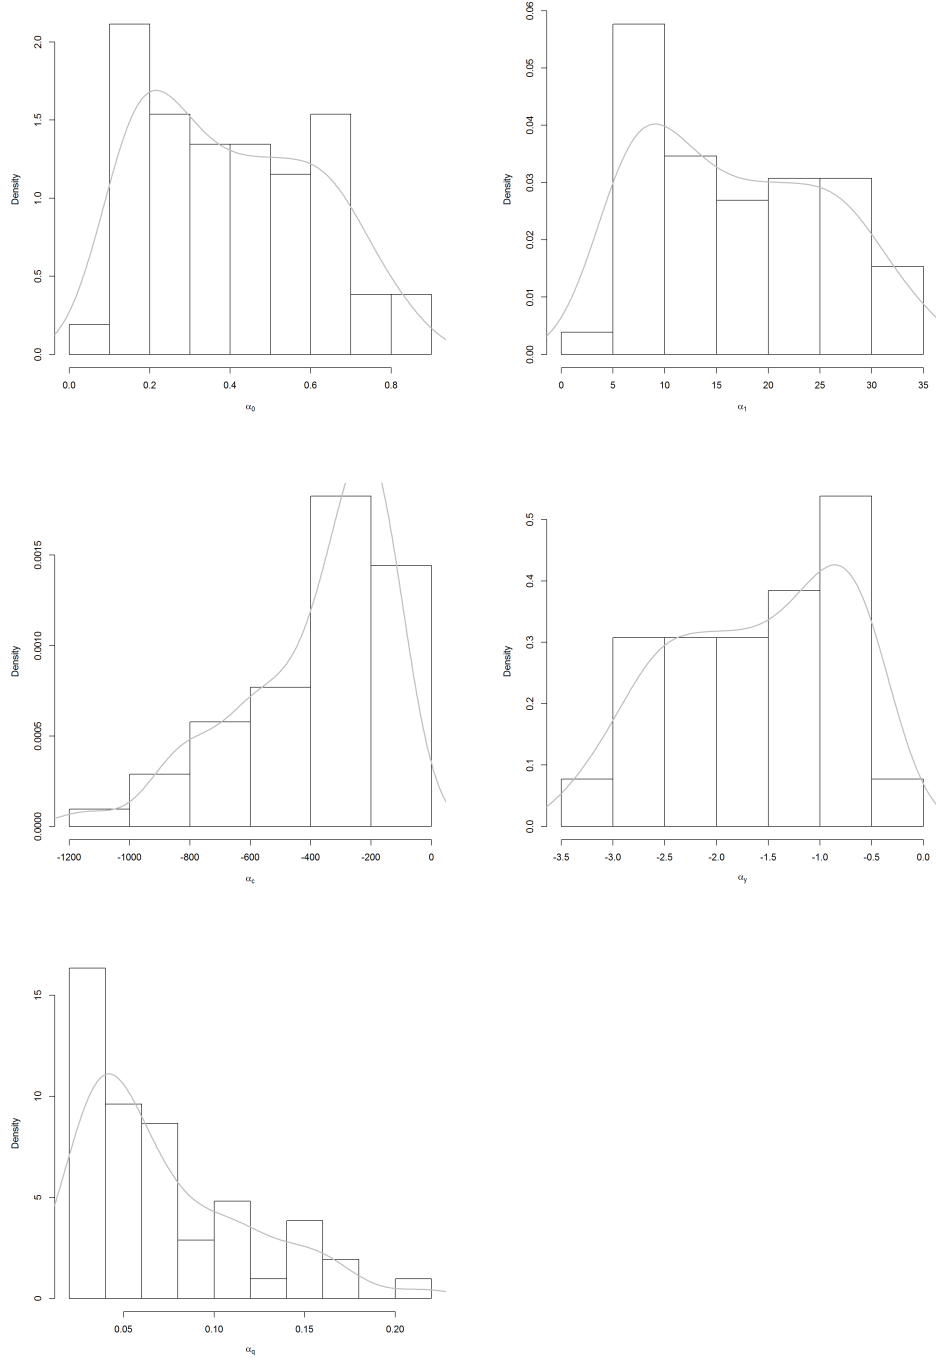 Density
0.0 0.5 1.0 1.5 2.0
0.0 0.2 0.4 0.6 0.8
α₀
Density
0.00 0.01 0.02 0.03 0.04 0.05 0.06
0 5 10 15 20 25 30 35
α₁
Density
0.0000 0.0005 0.0010 0.0015
-1200 -1000 -800 -600 -400 -200 0
α_c
Density
0.0 0.1 0.2 0.3 0.4 0.5
-3.5 -3.0 -2.5 -2.0 -1.5 -1.0 -0.5 0.0
α_y
Density
0 5 10 15
0.05 0.10 0.15 0.20
α_q